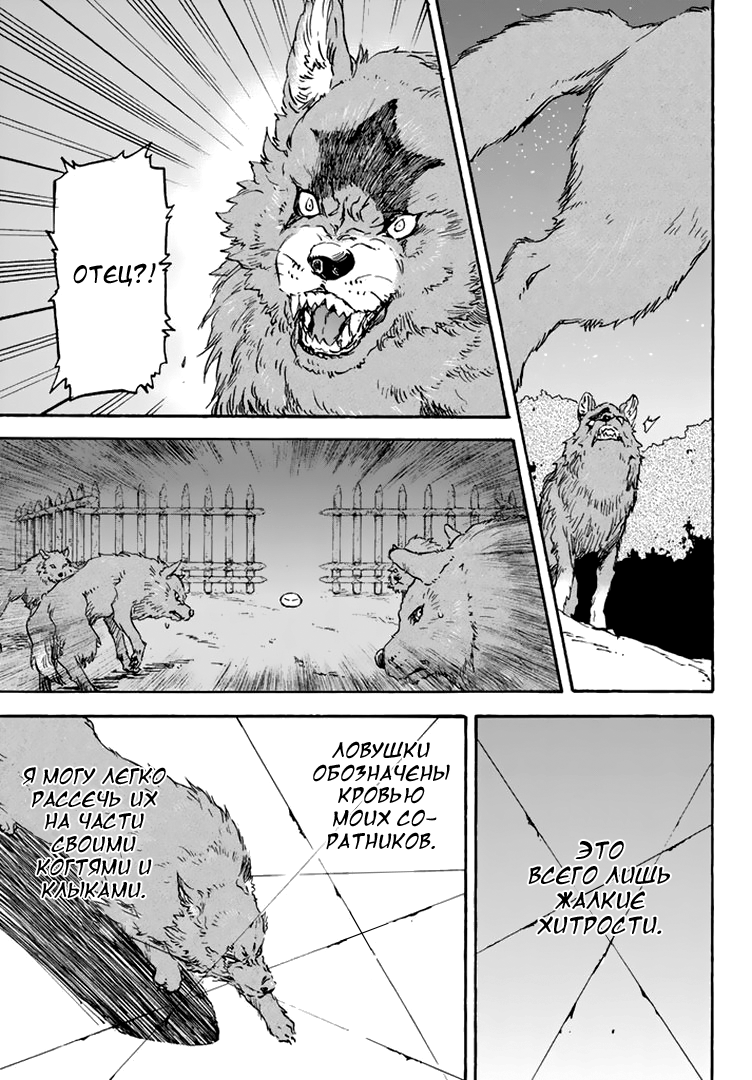 ОТЕЦ?!
ЭТО
ВСЕГО ЛИШЬ
ЖАЛКИЕ
ХИТРОСТИ.
ЛОВУШКИ
ОБОЗНАЧЕНЫ
КРОВЬЮ
МОИХ СО-
РАТНИКОВ.
Я МОГУ ЛЕГКО
РАССЕЧЬ ИХ
НА ЧАСТИ
СВОИМИ
КОГТЯМИ И
КЛЫКАМИ.